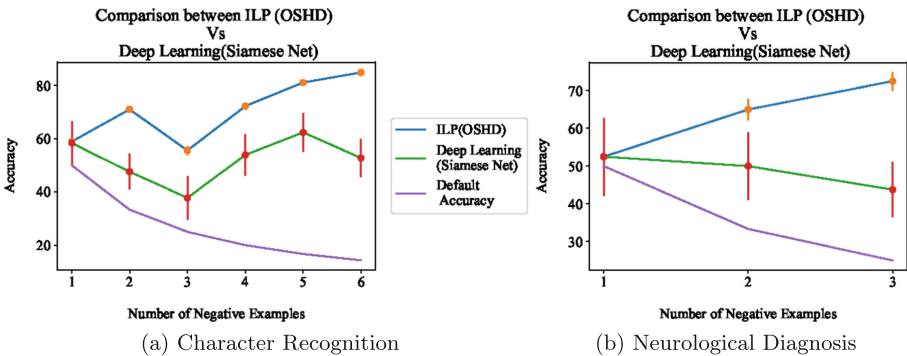 Comparison between ILP (OSHD)
Vs
Deep Learning(Siamese Net)
Accuracy
80
60
40
20
1 2 3 4 5 6
Number of Negative Examples
(a) Character Recognition
ILP(OSHD)
Deep Learning
(Siamese Net)
Default
Accuracy
Comparison between ILP (OSHD)
Vs
Deep Learning(Siamese Net)
Accuracy
70
60
50
40
30
1 2 3
Number of Negative Examples
(b) Neurological Diagnosis